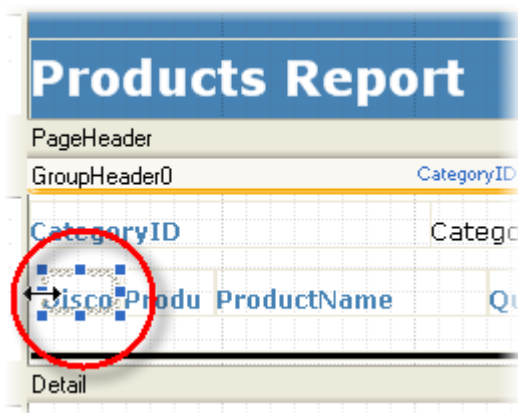 Products Report
PageHeader
GroupHeader0 CategoryID
CategoryID Catego
Disco Produ ProductName Qu
Detail